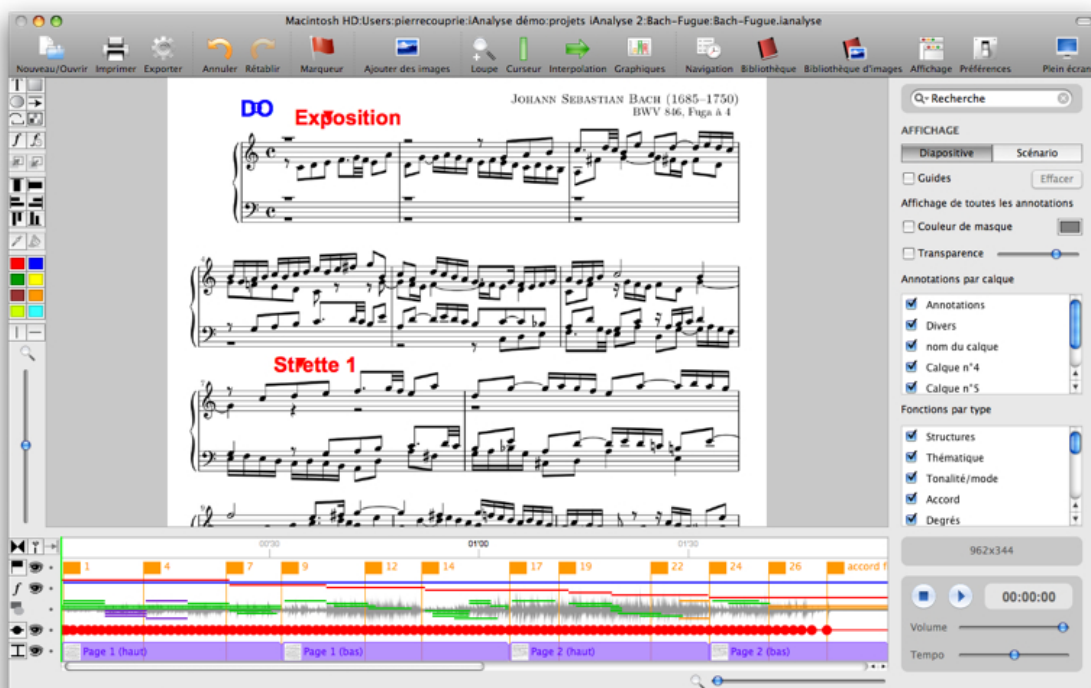 Macintosh HD:Users:pierrecouprie:iAnalyse démo:projets iAnalyse 2:Bach-Fugue:Bach-Fugue.ianalyse
Nouveau/Ouvrir Imprimer Exporter Annuler Rétablir Marqueur Ajouter des images Loupe Curseur Interpolation Graphiques Navigation Bibliothèque Bibliothèque d'images Affichage Préférences Plein écran
DO
Exposition
JOHANN SEBASTIAN BACH (1685–1750)
BWV 846, Fuga à 4
4
Strette 1
7
9
Recherche
AFFICHAGE
Diapositive Scénario
Guides Effacer
Affichage de toutes les annotations
Couleur de masque
Transparence
Annotations par calque
Annotations
Divers
nom du calque
Calque n°4
Calque n°5
Fonctions par type
Structures
Thématique
Tonalité/mode
Accord
Degrés
962x344
00:00:00
Volume
Tempo
00'30 01'00 01'30
1 4 7 9 12 14 17 19 22 24 26 accord f
Page 1 (haut) Page 1 (bas) Page 2 (haut) Page 2 (bas)